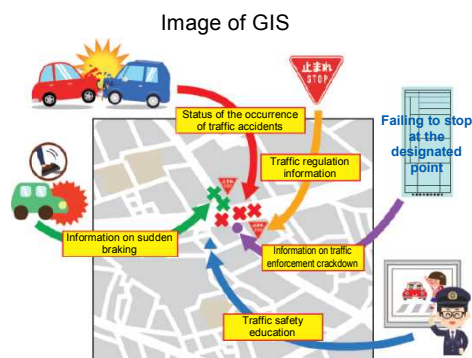 Image of GIS
止まれ
STOP
Status of the occurrence
of traffic accidents
Failing to stop
at the
designated
point
Traffic regulation
information
Information on sudden
braking
Information on traffic
enforcement crackdown
Traffic safety
education